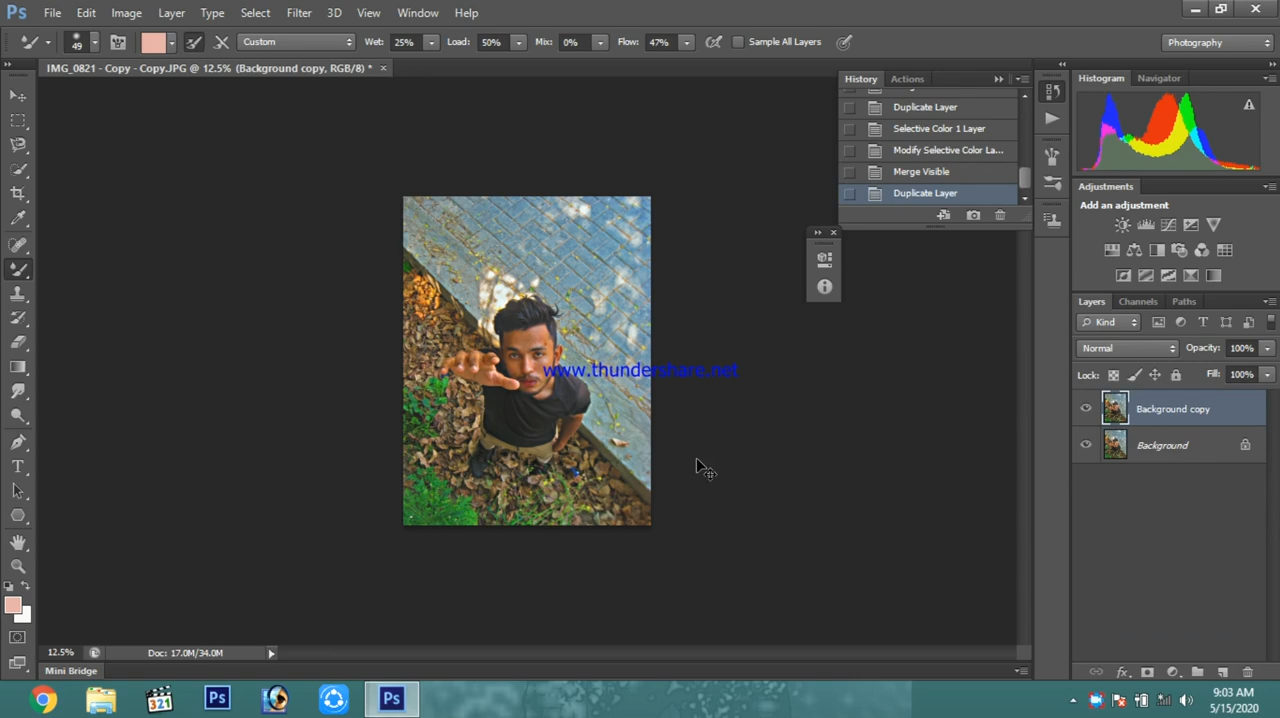 Ps File Edit Image Layer Type Select Filter 3D View Window Help
49 Custom Wet: 25% Load: 50% Mix: 0% Flow: 47% Sample All Layers Photography
IMG_0821 - Copy - Copy.JPG @ 12.5% (Background copy, RGB/8) *
History Actions
Duplicate Layer
Selective Color 1 Layer
Modify Selective Color La...
Merge Visible
Duplicate Layer
Histogram Navigator
Adjustments
Add an adjustment
Layers Channels Paths
Kind
Normal Opacity: 100%
Lock: Fill: 100%
Background copy
Background
www.thundershare.net
12.5% Doc: 17.0M/34.0M
Mini Bridge
321 Ps Ps
9:03 AM
5/15/2020